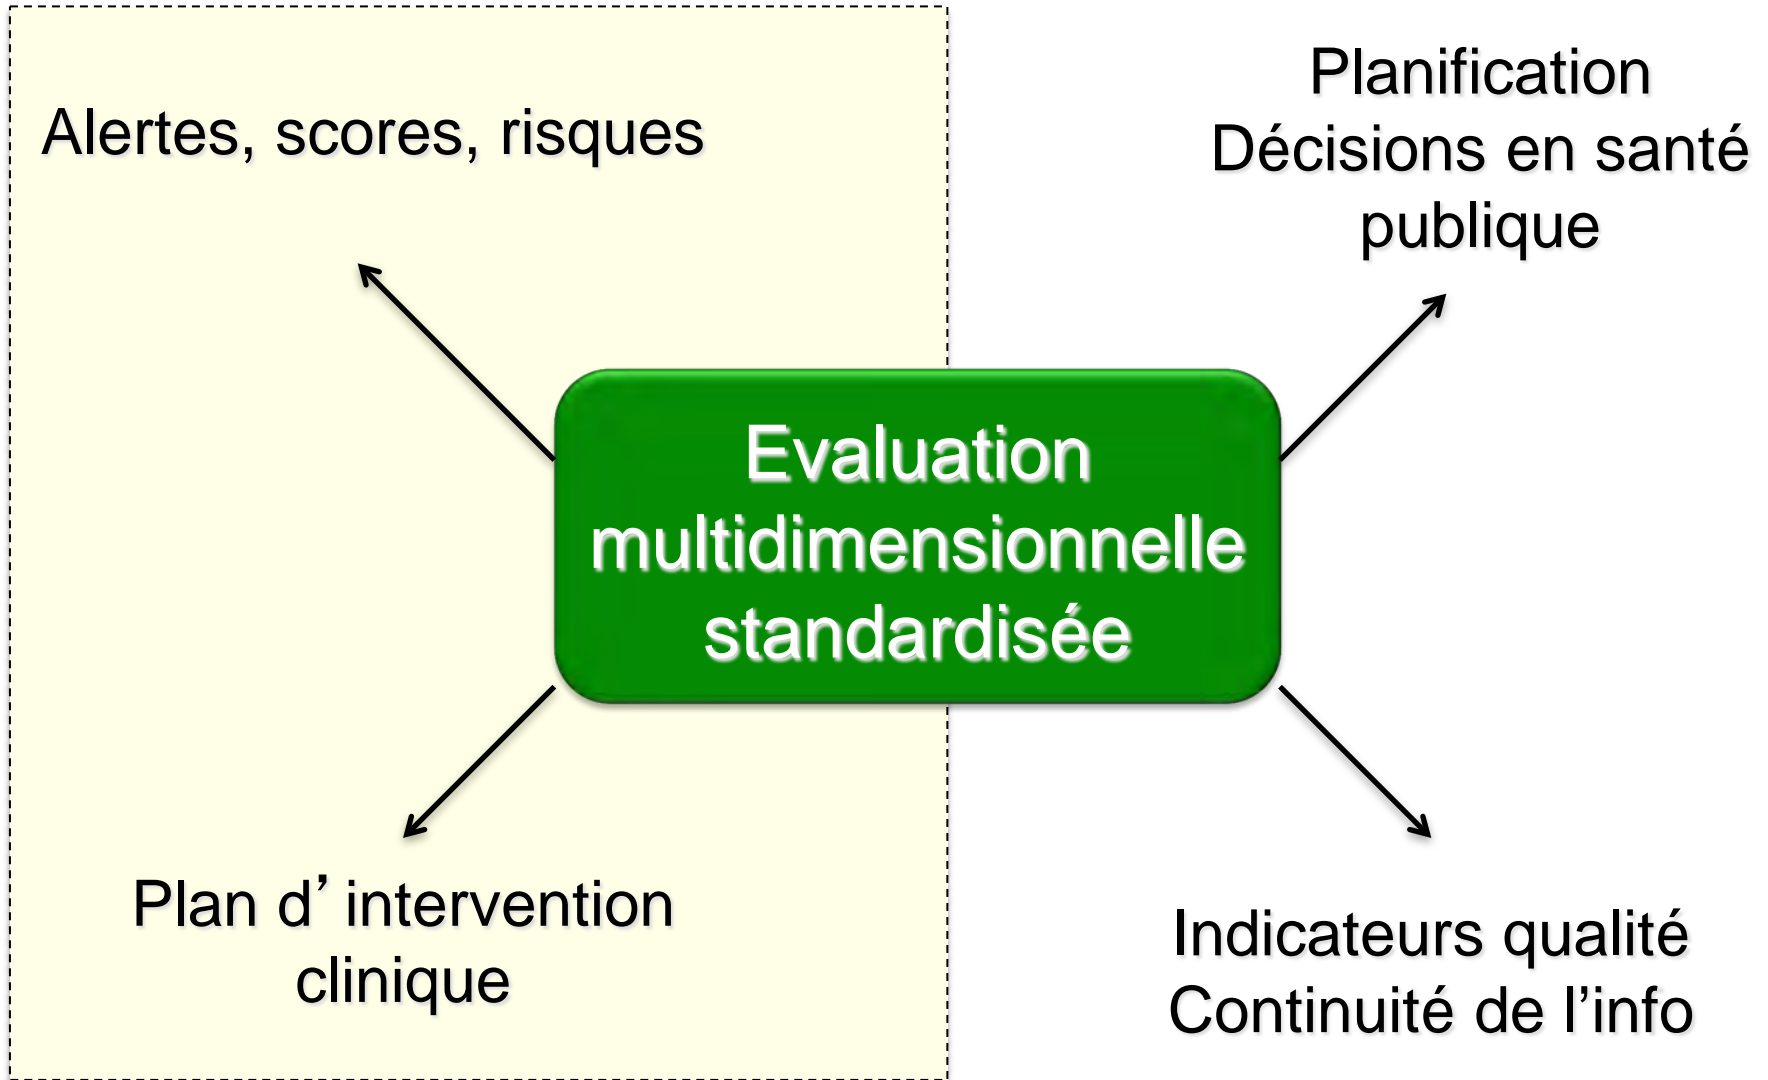 Alertes, scores, risques
Planification
Décisions en santé
publique
Evaluation
multidimensionnelle
standardisée
Plan d’ intervention
clinique
Indicateurs qualité
Continuité de l’info